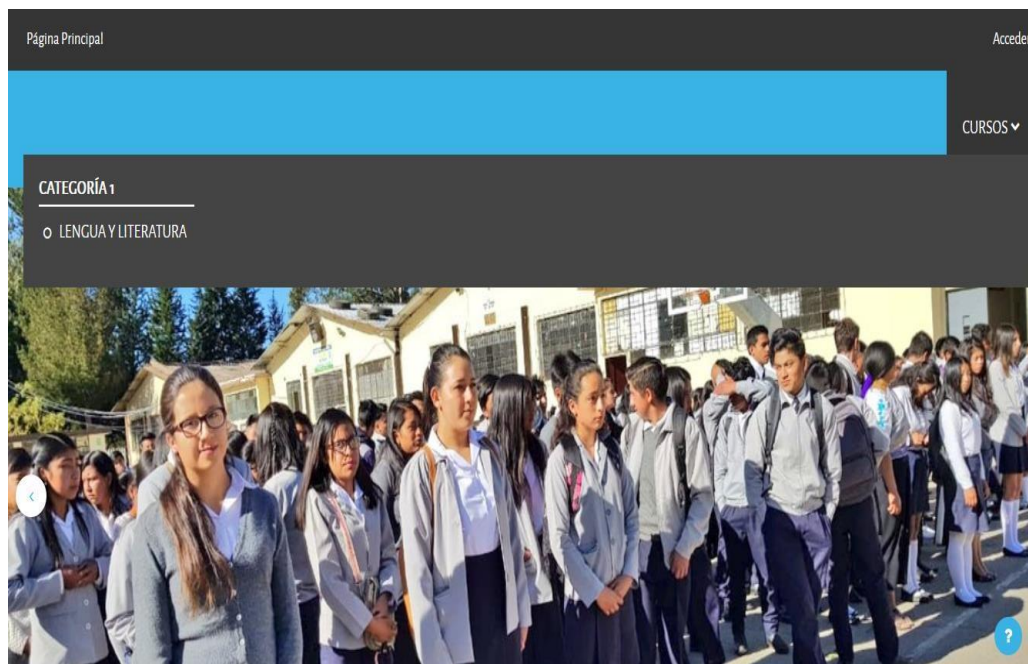 Página Principal
Acceder
CURSOS
CATEGORÍA 1
LENGUA Y LITERATURA
?